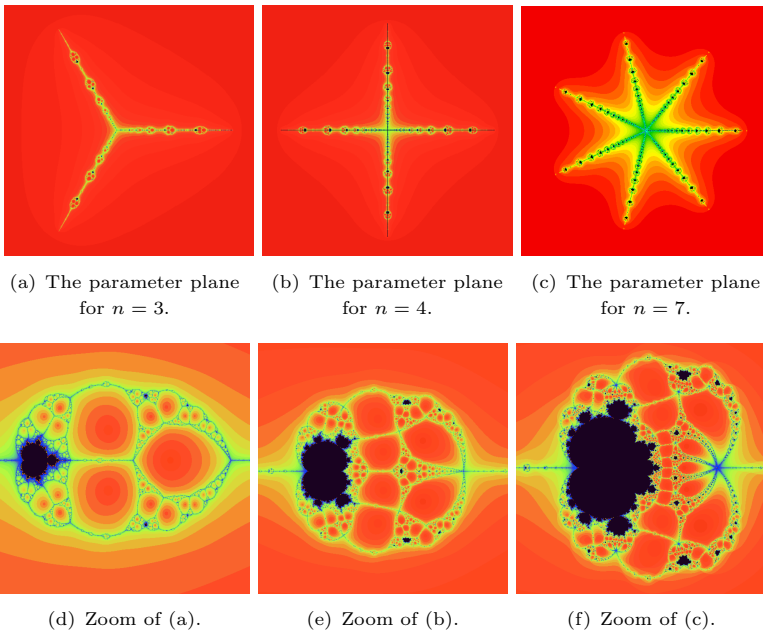 (a) The parameter plane
for n = 3.
(b) The parameter plane
for n = 4.
(c) The parameter plane
for n = 7.
(d) Zoom of (a).
(e) Zoom of (b).
(f) Zoom of (c).